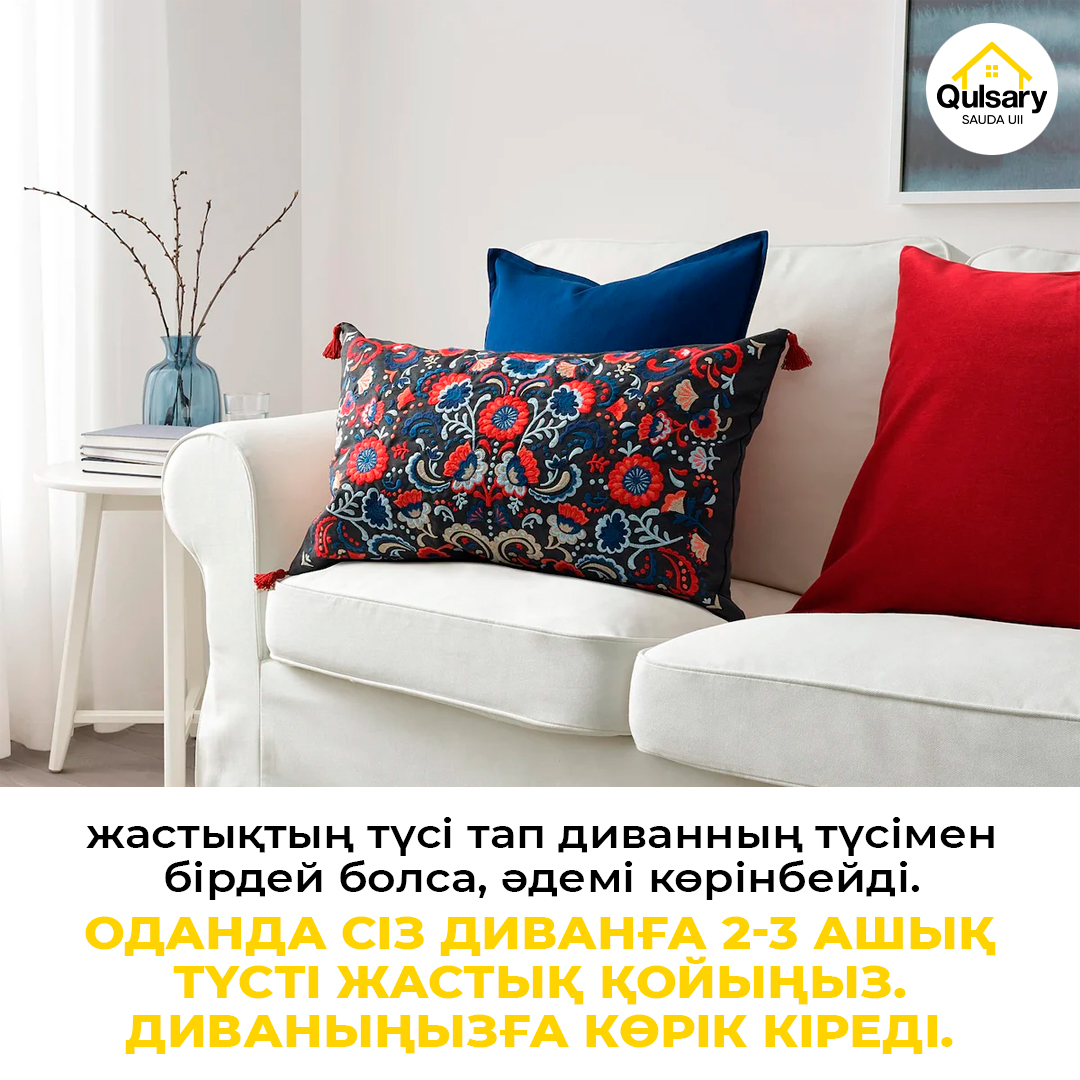 Qulsary
SAUDA UII
жастықтың түсі тап диванның түсімен
бірдей болса, әдемі көрінбейді.
ОДАНДА СІЗ ДИВАНҒА 2-3 АШЫҚ
ТҮСТІ ЖАСТЫҚ ҚОЙЫҢЫЗ.
ДИВАНЫҢЫЗҒА КӨРІК КІРЕДІ.